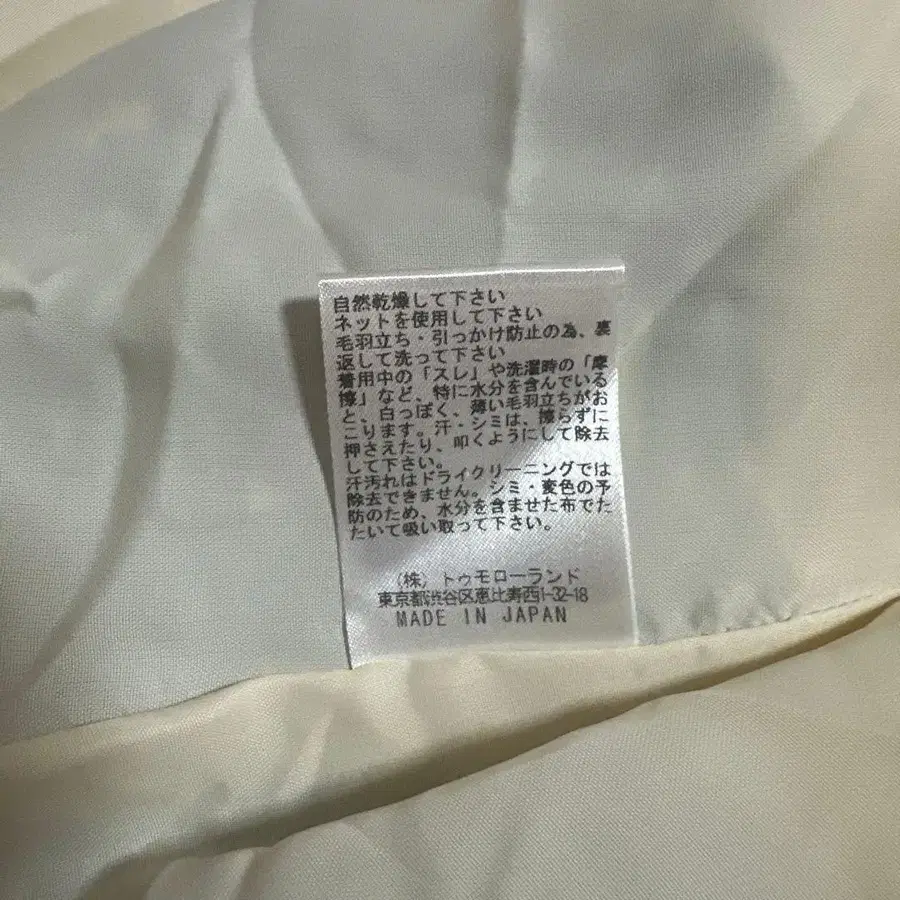 自然乾燥して下さい
ネットを使用して下さい
毛羽立ち・引っかけ防止の為、裏
返して洗って下さい
着用中の「スレ」や洗濯時の「摩
擦」など、特に水分を含んでいる
と、白っぽく、薄い毛羽立ちがお
こります。汗・シミは、擦らずに
押さえたり、叩くようにして除去
して下さい。
汗汚れはドライクリーニングでは
除去できません。シミ・変色の予
防のため、水分を含ませた布でた
たいて吸い取って下さい。
(株)トゥモローランド
東京都渋谷区恵比寿西1-32-18
MADE IN JAPAN